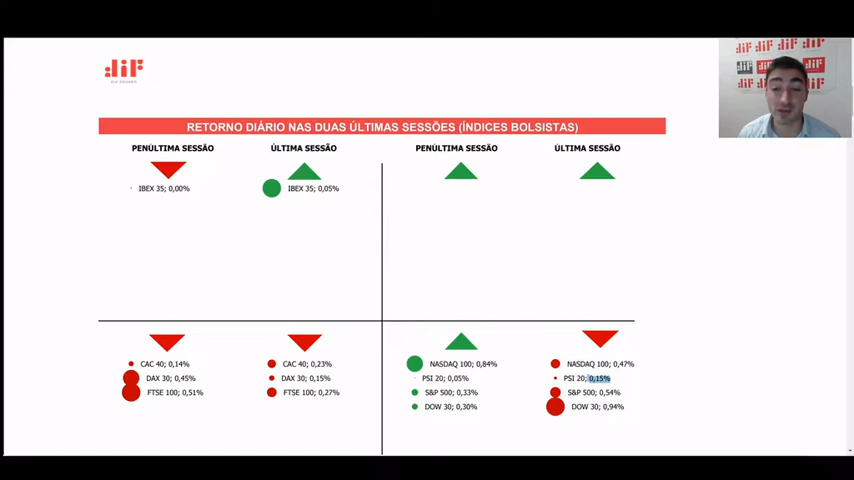 dif
RETORNO DIÁRIO NAS DUAS ÚLTIMAS SESSÕES (ÍNDICES BOLSISTAS)
PENÚLTIMA SESSÃO ÚLTIMA SESSÃO PENÚLTIMA SESSÃO ÚLTIMA SESSÃO
IBEX 35; 0,00% IBEX 35; 0,05%
CAC 40; 0,14% CAC 40; 0,23% NASDAQ 100; 0,84% NASDAQ 100; 0,47%
DAX 30; 0,45% DAX 30; 0,15% PSI 20; 0,05% PSI 20; 0,15%
FTSE 100; 0,51% FTSE 100; 0,27% S&P 500; 0,33% S&P 500; 0,54%
DOW 30; 0,30% DOW 30; 0,94%